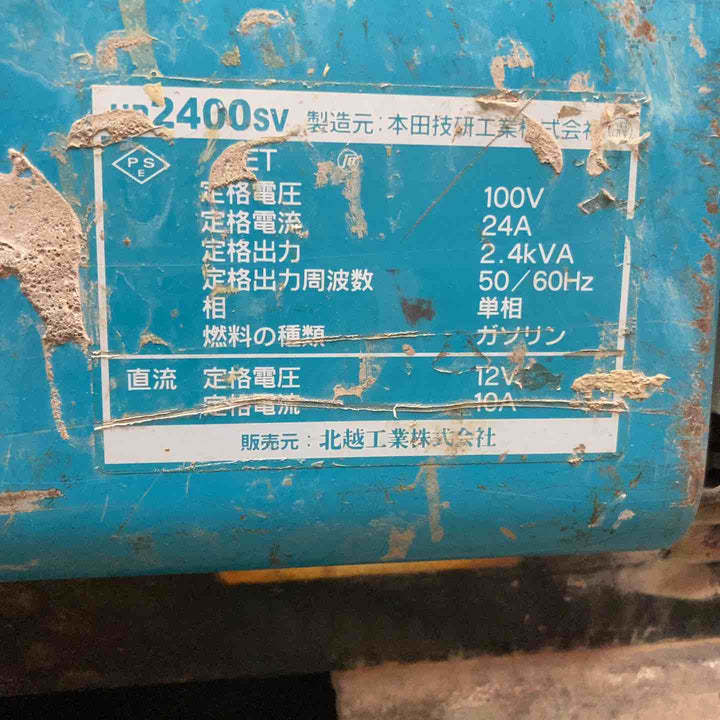 2400SV 製造元:本田技研工業株式会社
PS E ET JET
定格電圧 100V
定格電流 24A
定格出力 2.4kVA
定格出力周波数 50/60Hz
相 単相
燃料の種類 ガソリン
直流 定格電圧 12V
定格電流 10A
販売元:北越工業株式会社